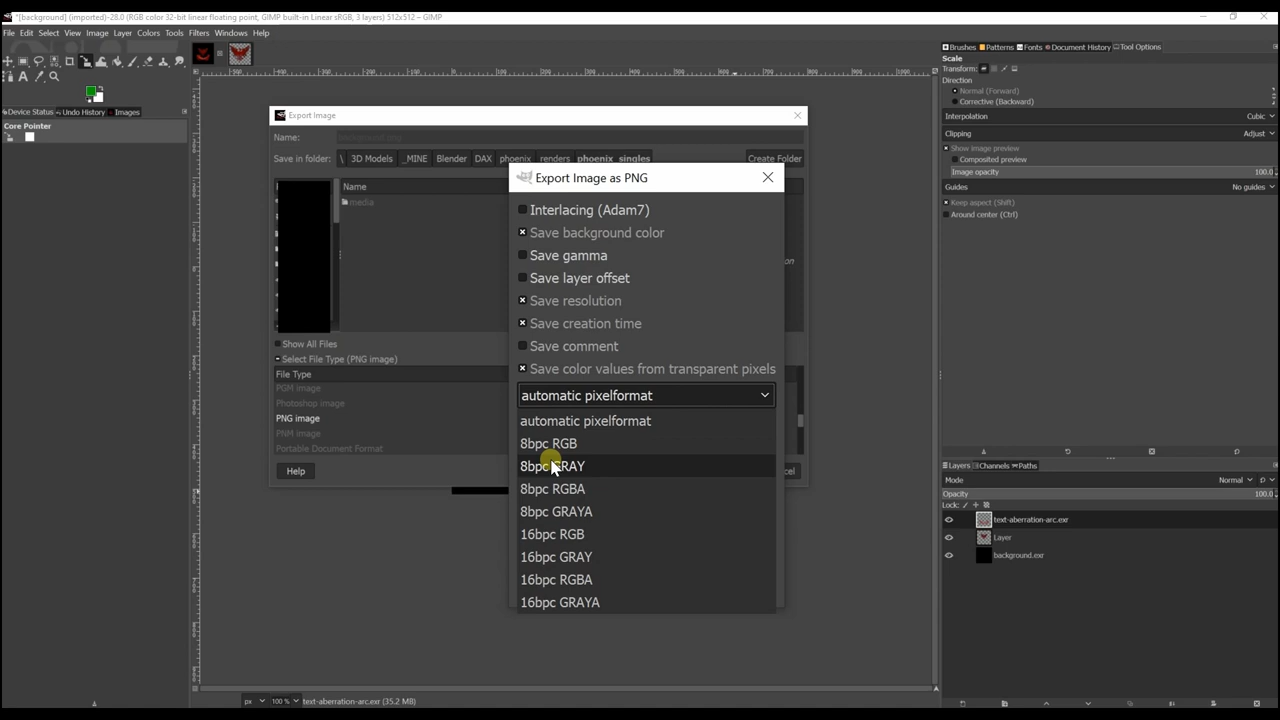 *[background] (imported)-28.0 (RGB color 32-bit linear floating point, GIMP built-in Linear sRGB, 3 layers) 512x512 – GIMP
File Edit Select View Image Layer Colors Tools Filters Windows Help
Brushes Patterns Fonts Document History Tool Options
Scale
Transform:
Direction
Normal (Forward)
Corrective (Backward)
Interpolation Cubic
Clipping Adjust
Show image preview
Composited preview
Image opacity 100.0
Guides No guides
Keep aspect (Shift)
Around center (Ctrl)
Device Status Undo History Images
Core Pointer
Export Image
Name:
Save in folder: \ 3D Models _MINE Blender DAX phoenix renders phoenix_singles Create Folder
Name
media
Show All Files
Select File Type (PNG image)
File Type
PGM image
Photoshop image
PNG image
PNM image
Portable Document Format
Help
Export Image as PNG
Interlacing (Adam7)
Save background color
Save gamma
Save layer offset
Save resolution
Save creation time
Save comment
Save color values from transparent pixels
automatic pixelformat
automatic pixelformat
8bpc RGB
8bpc GRAY
8bpc RGBA
8bpc GRAYA
16bpc RGB
16bpc GRAY
16bpc RGBA
16bpc GRAYA
Layers Channels Paths
Mode Normal
Opacity 100.0
Lock:
text-aberration-arc.exr
Layer
background.exr
px 100 % text-aberration-arc.exr (35.2 MB)